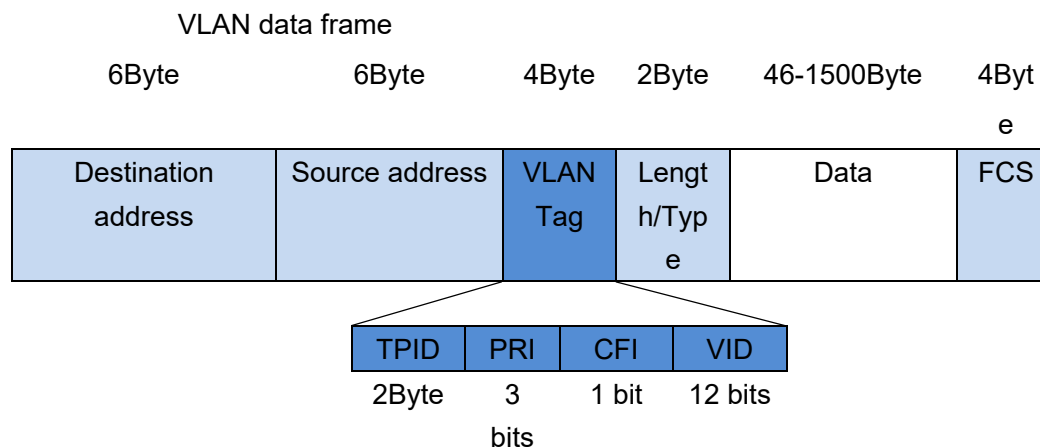 VLAN data frame
6Byte 6Byte 4Byte 2Byte 46-1500Byte 4Byt
e
Destination Source address VLAN Lengt Data FCS
address Tag h/Typ
e
TPID PRI CFI VID
2Byte 3 1 bit 12 bits
bits